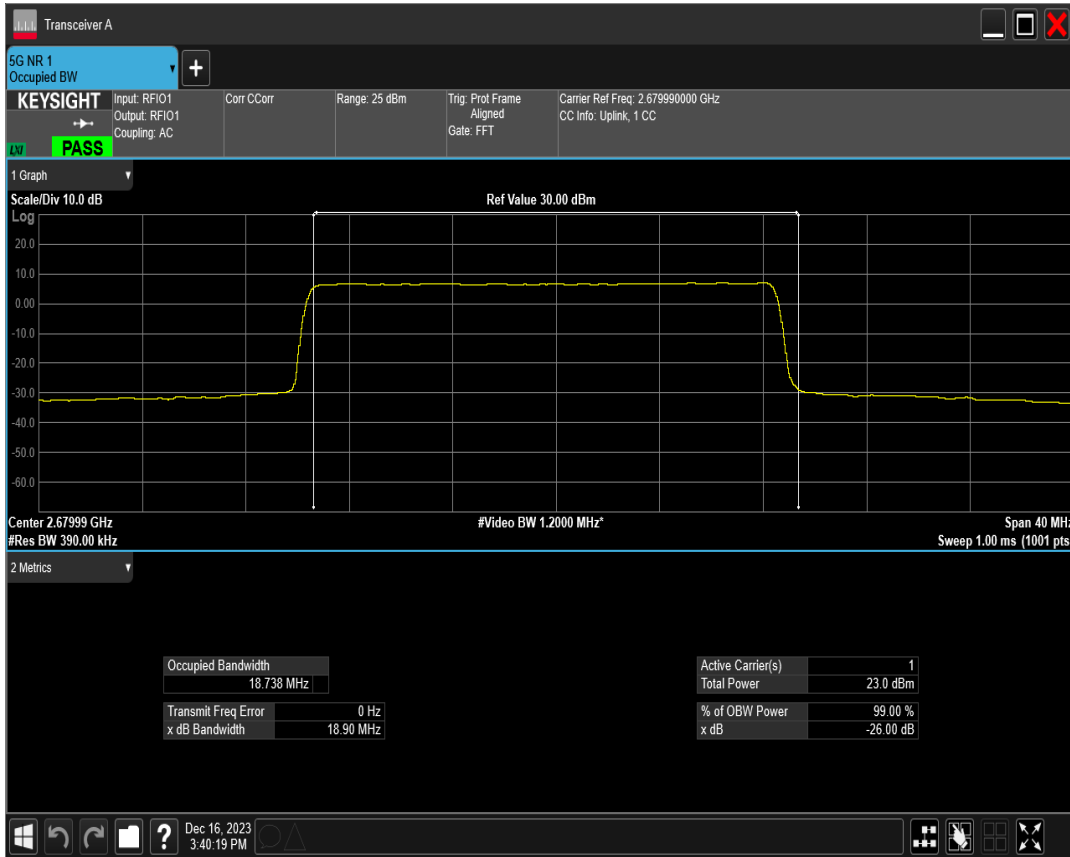 Transceiver A
5G NR 1
Occupied BW
KEYSIGHT
LXI
PASS
Input: RFIO1
Output: RFIO1
Coupling: AC
Corr CCorr
Range: 25 dBm
Trig: Prot Frame
Aligned
Gate: FFT
Carrier Ref Freq: 2.679990000 GHz
CC Info: Uplink, 1 CC
1 Graph
Scale/Div 10.0 dB
Ref Value 30.00 dBm
Log
20.0
10.0
0.00
-10.0
-20.0
-30.0
-40.0
-50.0
-60.0
Center 2.67999 GHz
#Video BW 1.2000 MHz*
Span 40 MHz
#Res BW 390.00 kHz
Sweep 1.00 ms (1001 pts
2 Metrics
Occupied Bandwidth
18.738 MHz
Transmit Freq Error 0 Hz
x dB Bandwidth 18.90 MHz
Active Carrier(s) 1
Total Power 23.0 dBm
% of OBW Power 99.00 %
x dB -26.00 dB
?
Dec 16, 2023
3:40:19 PM